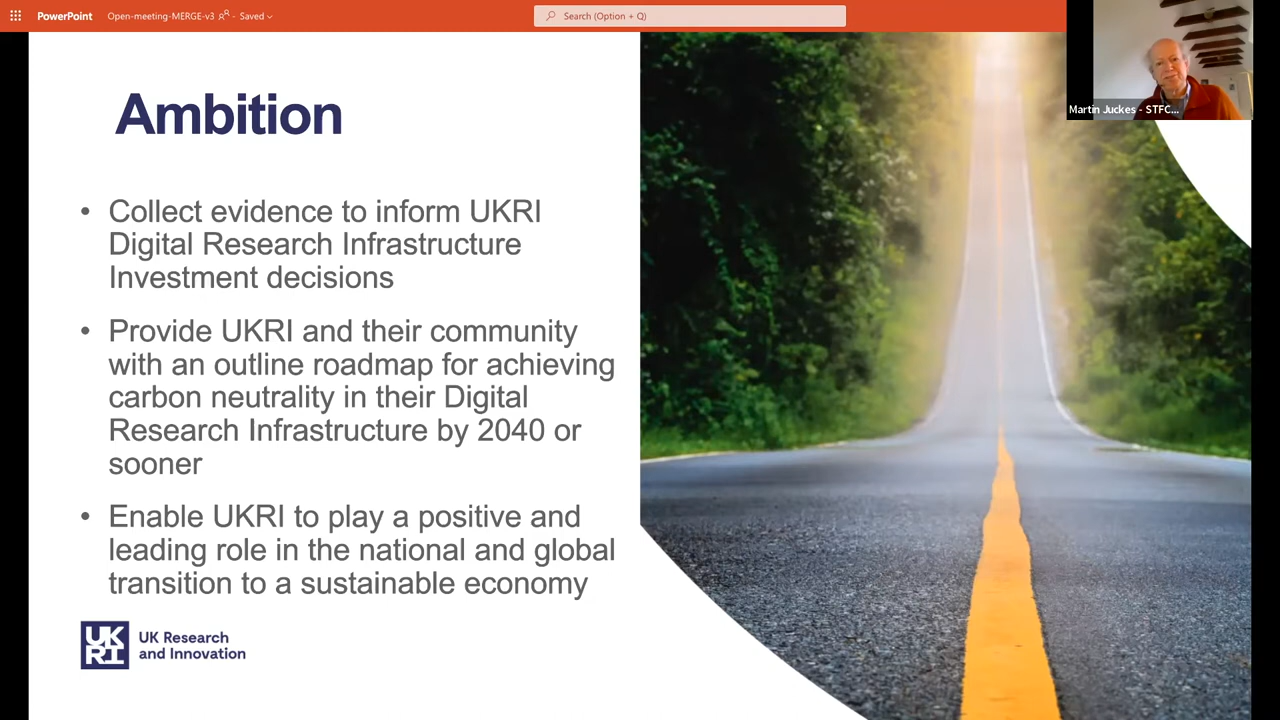 PowerPoint
Open-meeting-MERGE-v3 - Saved
Search (Option + Q)
Martin Juckes - STFC...
Ambition
• Collect evidence to inform UKRI
Digital Research Infrastructure
Investment decisions
• Provide UKRI and their community
with an outline roadmap for achieving
carbon neutrality in their Digital
Research Infrastructure by 2040 or
sooner
• Enable UKRI to play a positive and
leading role in the national and global
transition to a sustainable economy
UK
RI
UK Research
and Innovation